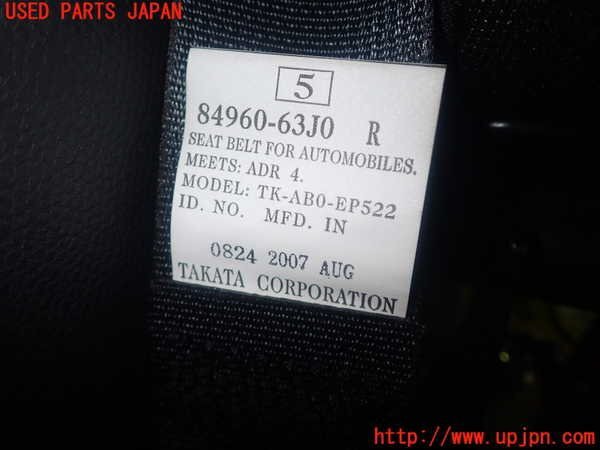 USED PARTS JAPAN
5
84960-63J0 R
SEAT BELT FOR AUTOMOBILES.
MEETS: ADR 4.
MODEL: TK-AB0-EP522
ID. NO. MFD. IN
0824 2007 AUG
TAKATA CORPORATION
www.upjpn.com